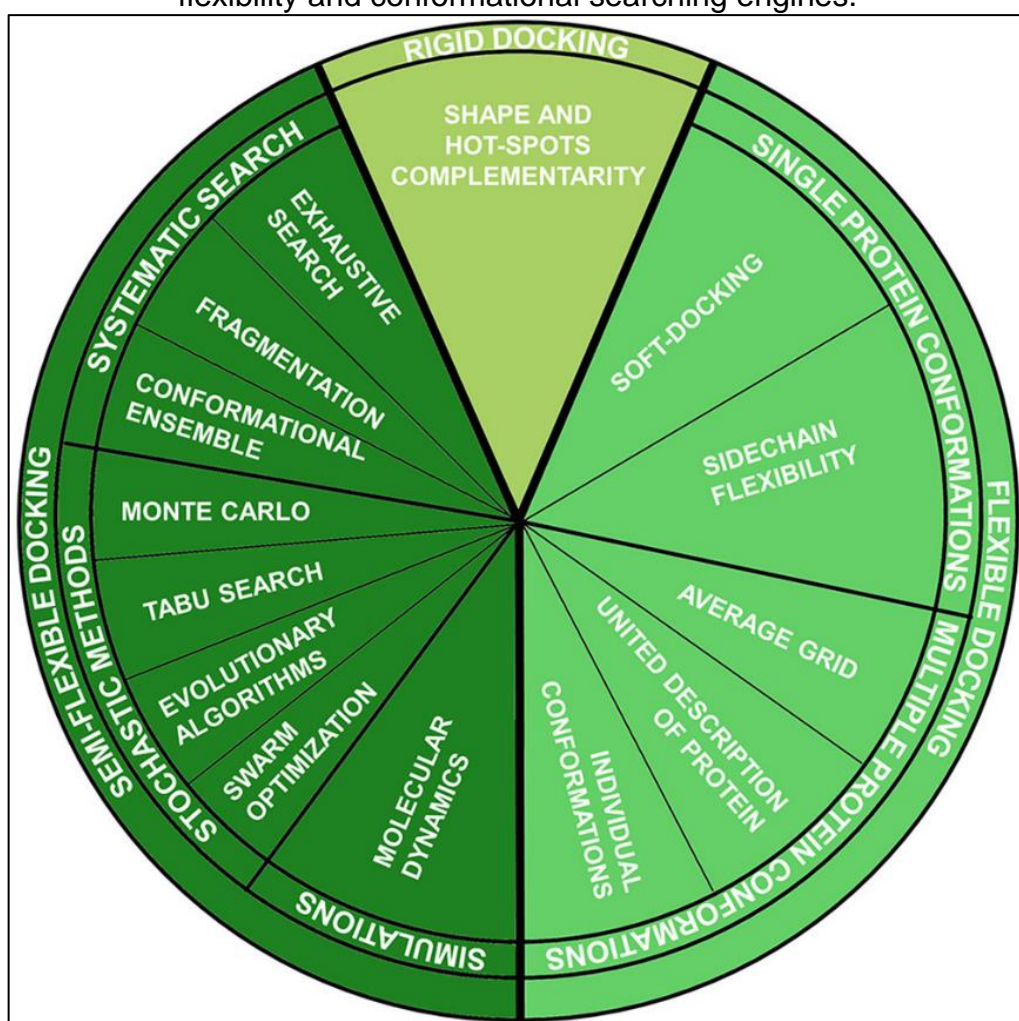 flexibility and conformational searching engines.
RIGID DOCKING
SHAPE AND
HOT-SPOTS
COMPLEMENTARITY
SINGLE PROTEIN CONFORMATIONS
SOFT-DOCKING
SIDECHAIN
FLEXIBILITY
FLEXIBLE DOCKING
MULTIPLE PROTEIN CONFORMATIONS
AVERAGE GRID
UNITED DESCRIPTION
OF PROTEIN
INDIVIDUAL
CONFORMATIONS
SEMI-FLEXIBLE DOCKING
SYSTEMATIC SEARCH
EXHAUSTIVE
SEARCH
FRAGMENTATION
CONFORMATIONAL
ENSEMBLE
STOCHASTIC METHODS
MONTE CARLO
TABU SEARCH
EVOLUTIONARY
ALGORITHMS
SWARM
OPTIMIZATION
SIMULATIONS
MOLECULAR
DYNAMICS